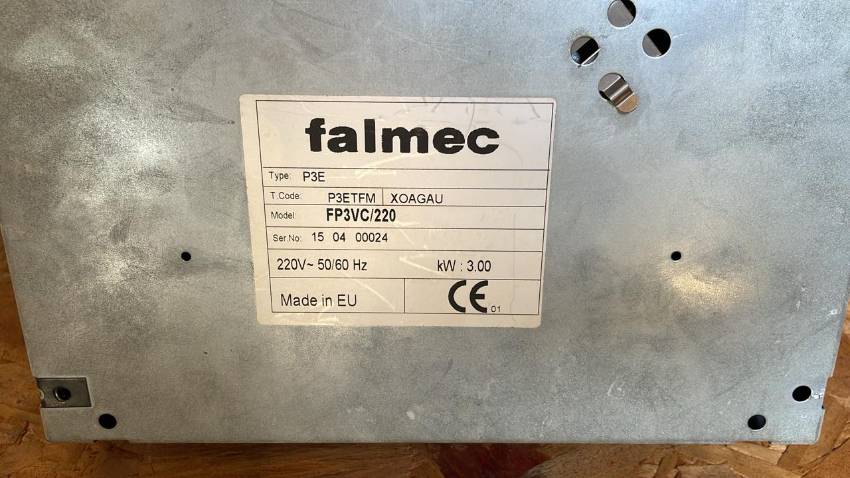 falmec
Type: P3E
T.Code: P3ETFM XOAGAU
Model FP3VC/220
Ser.No: 15 04 00024
220V~ 50/60 Hz kW : 3.00
Made in EU CE 01